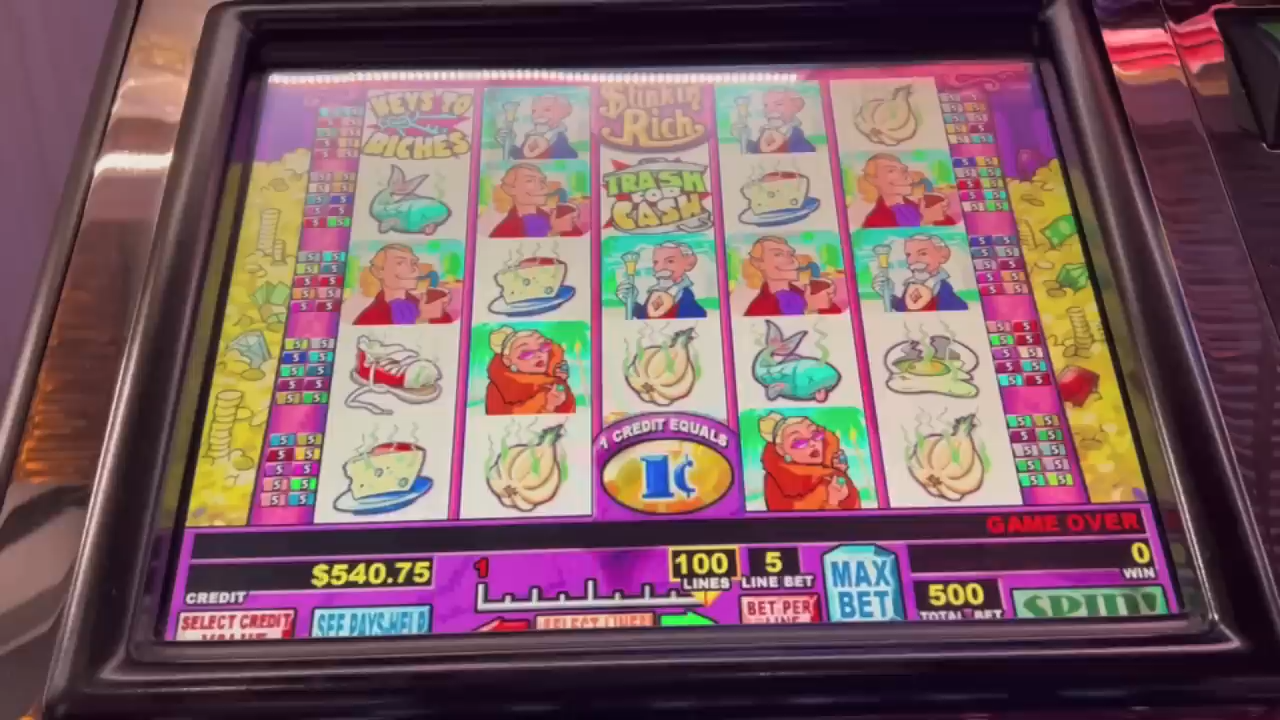 KEYS TO
RICHES
Stinkin
Rich
TRASH
FOR
CASH
1 CREDIT EQUALS
1¢
GAME OVER
$540.75
CREDIT
1
100
LINES
5
LINE BET
MAX
BET
0
WIN
500
TOTAL BET
SELECT CREDIT
VALUE
SEE PAYS-HELP
SELECT LINES
BET PER
LINE
SPIN!